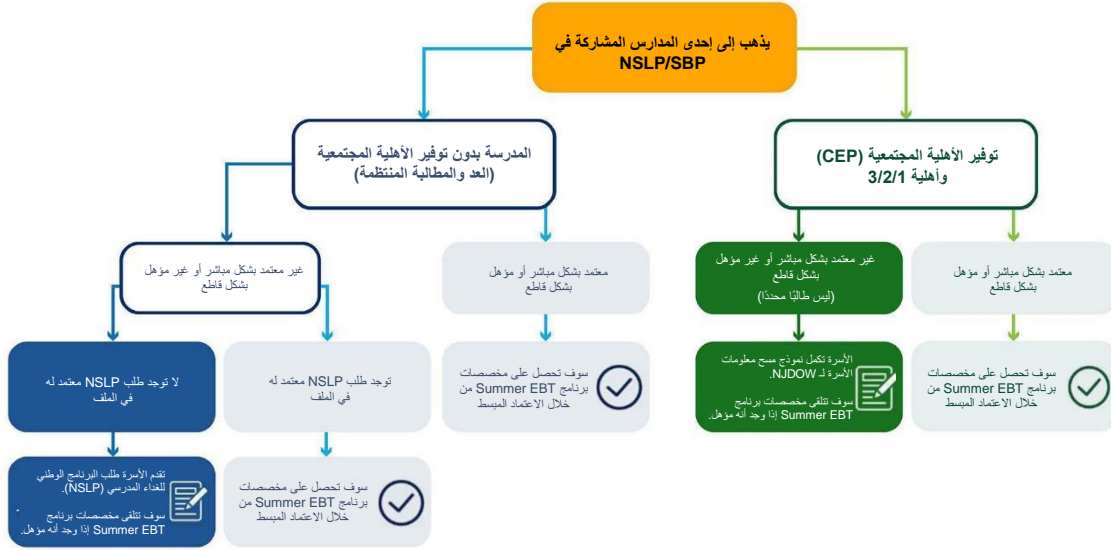 يذهب إلى إحدى المدارس المشاركة في
NSLP/SBP
توفير الأهلية المجتمعية (CEP)
وأهلية 3/2/1
المدرسة بدون توفير الأهلية المجتمعية
(العد والمطالبة المنتظمة)
معتمد بشكل مباشر أو مؤهل
بشكل قاطع
غير معتمد بشكل مباشر أو غير مؤهل
بشكل قاطع
(ليس طالبًا محددًا)
معتمد بشكل مباشر أو مؤهل
بشكل قاطع
غير معتمد بشكل مباشر أو غير مؤهل
بشكل قاطع
سوف تحصل على مخصصات
برنامج Summer EBT من
خلال الاعتماد المبسط
الأسرة تكمل نموذج مسح معلومات
الأسرة لـ NJDOW.
سوف تتلقى مخصصات برنامج
Summer EBT إذا وجد أنه مؤهل.
سوف تحصل على مخصصات
برنامج Summer EBT من
خلال الاعتماد المبسط
توجد طلب NSLP معتمد له
في الملف
لا توجد طلب NSLP معتمد له
في الملف
سوف تحصل على مخصصات
برنامج Summer EBT من
خلال الاعتماد المبسط
تقدم الأسرة طلب البرنامج الوطني
للغداء المدرسي (NSLP).
سوف تتلقى مخصصات برنامج
Summer EBT إذا وجد أنه مؤهل.